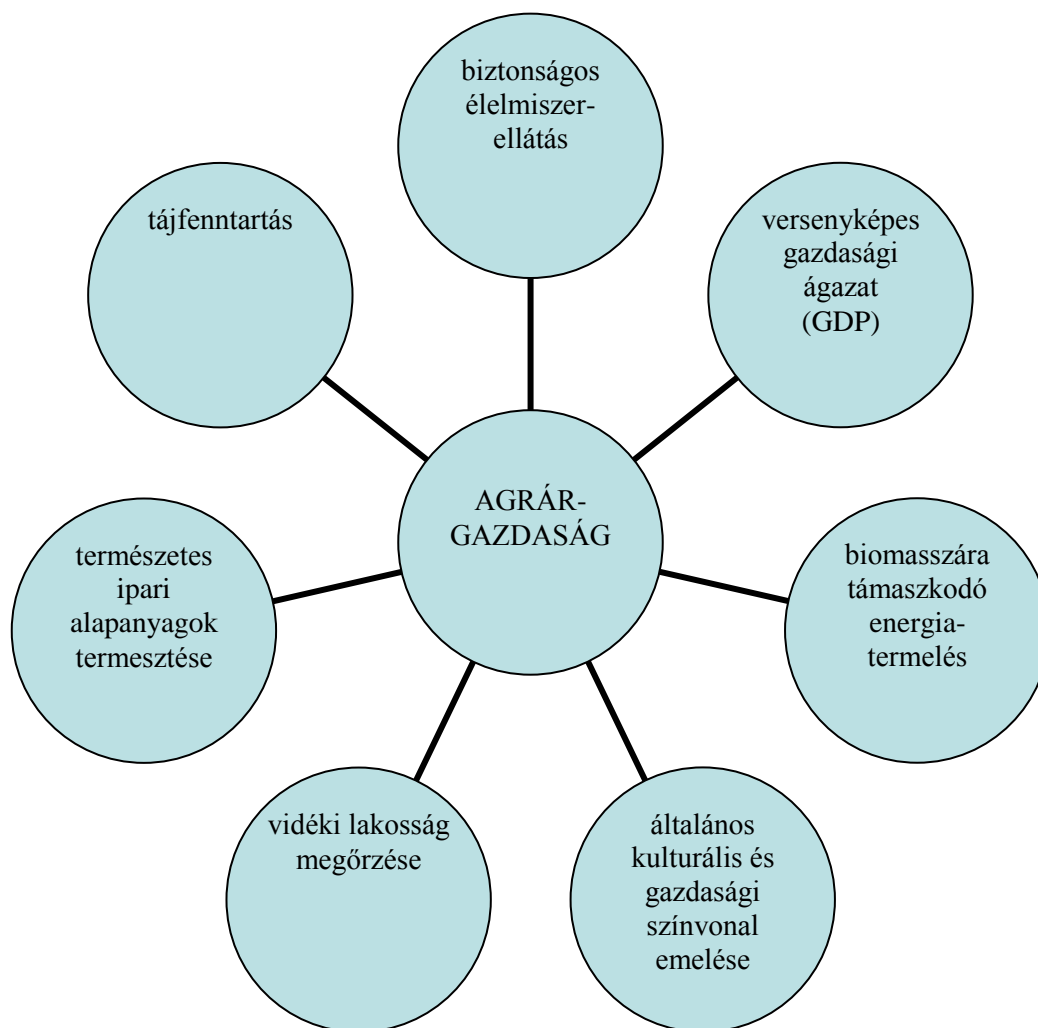 biztonságos
élelmiszer-
ellátás
tájfenntartás
versenyképes
gazdasági
ágazat
(GDP)
AGRÁR-
GAZDASÁG
természetes
ipari
alapanyagok
termesztése
biomasszára
támaszkodó
energia-
termelés
vidéki lakosság
megőrzése
általános
kulturális és
gazdasági
színvonal
emelése